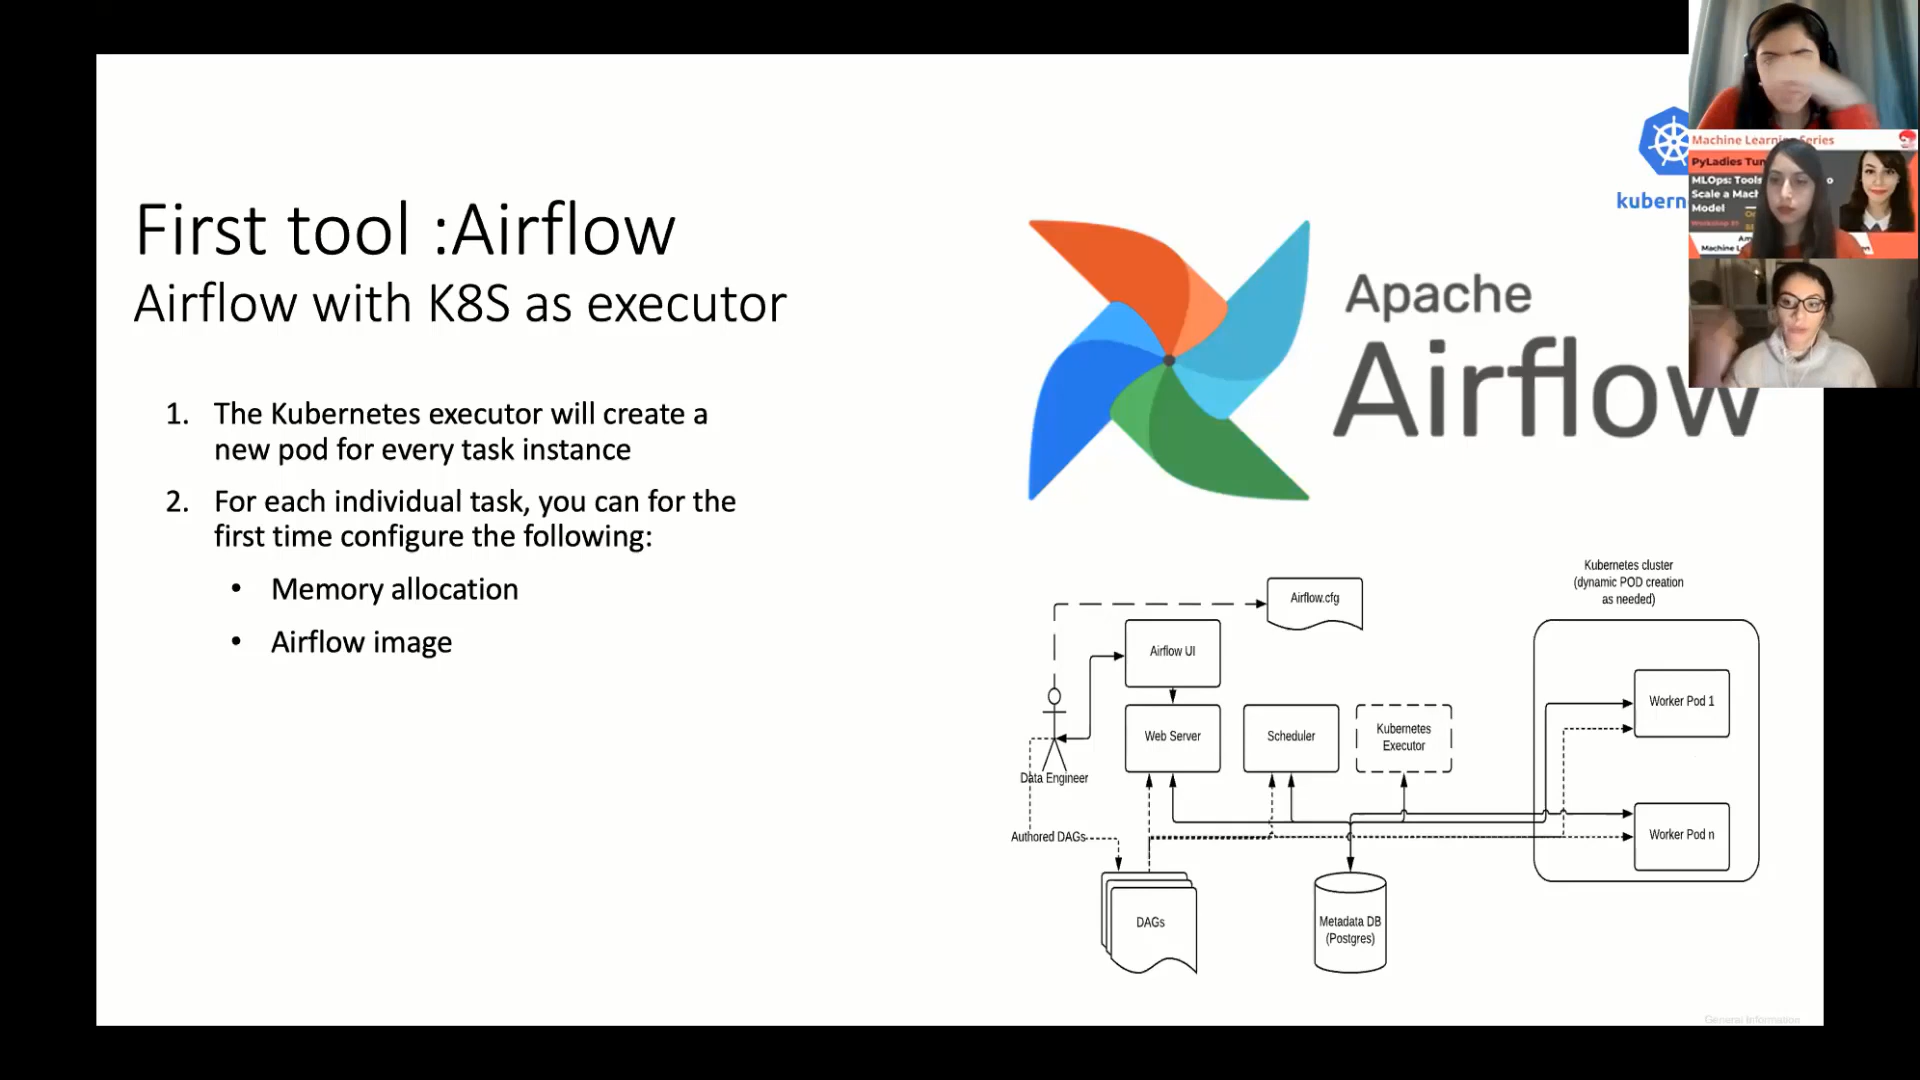 First tool :Airflow
Airflow with K8S as executor
1. The Kubernetes executor will create a
new pod for every task instance
2. For each individual task, you can for the
first time configure the following:
• Memory allocation
• Airflow image
Apache
Airflow
kubern
Machine Learning Series
PyLadies Tun
MLOps: Tools
Scale a Mach
Model
Kubernetes cluster
(dynamic POD creation
as needed)
Airflow.cfg
Airflow UI
Web Server
Scheduler
Kubernetes
Executor
Worker Pod 1
Data Engineer
Authored DAGs
Worker Pod n
DAGs
Metadata DB
(Postgres)
General Information